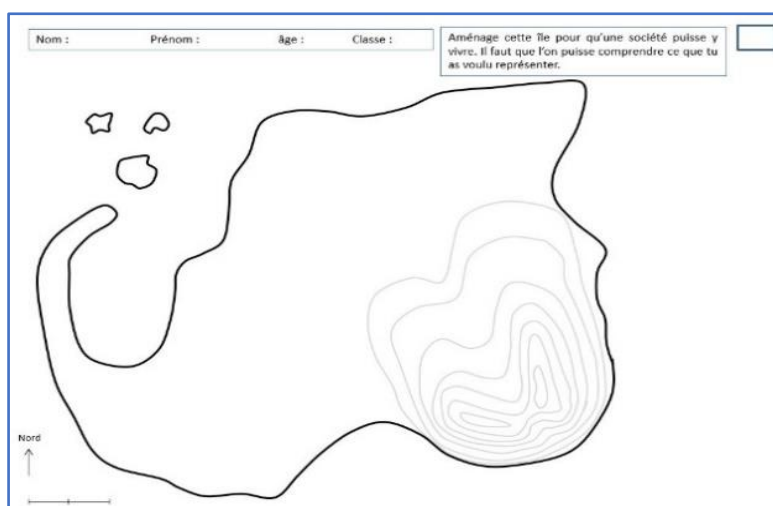 Nom : Prénom : âge : Classe :
Aménage cette île pour qu'une société puisse y
vivre. Il faut que l'on puisse comprendre ce que tu
as voulu représenter.
Nord